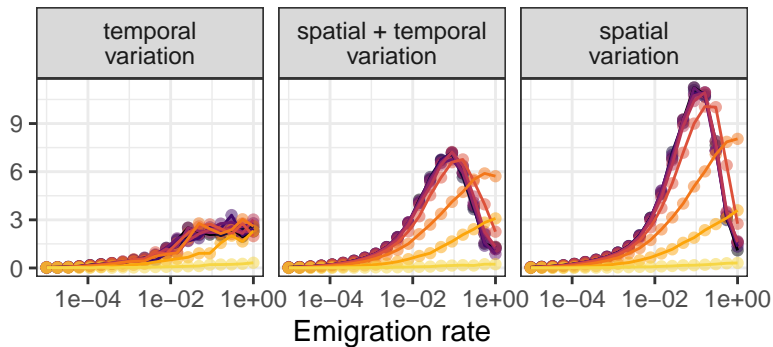 temporal
variation
spatial + temporal
variation
spatial
variation
9
6
3
0
1e−04 1e−02 1e+00
1e−04 1e−02 1e+00
1e−04 1e−02 1e+00
Emigration rate